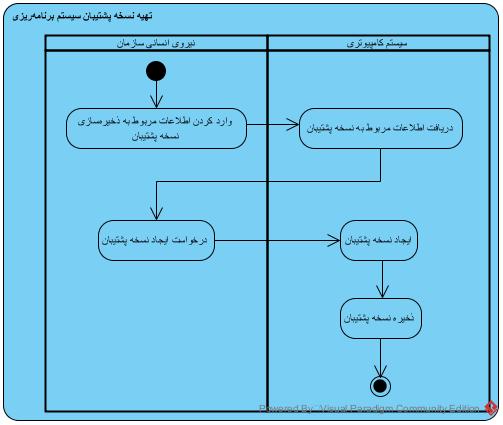 تهیه نسخه پشتیبان سیستم برنامه‌ریزی
نیروی انسانی سازمان
سیستم کامپیوتری
وارد کردن اطلاعات مربوط به ذخیره‌سازی
نسخه پشتیبان
دریافت اطلاعات مربوط به نسخه پشتیبان
درخواست ایجاد نسخه پشتیبان
ایجاد نسخه پشتیبان
ذخیره نسخه پشتیبان
Powered By Visual Paradigm Community Edition